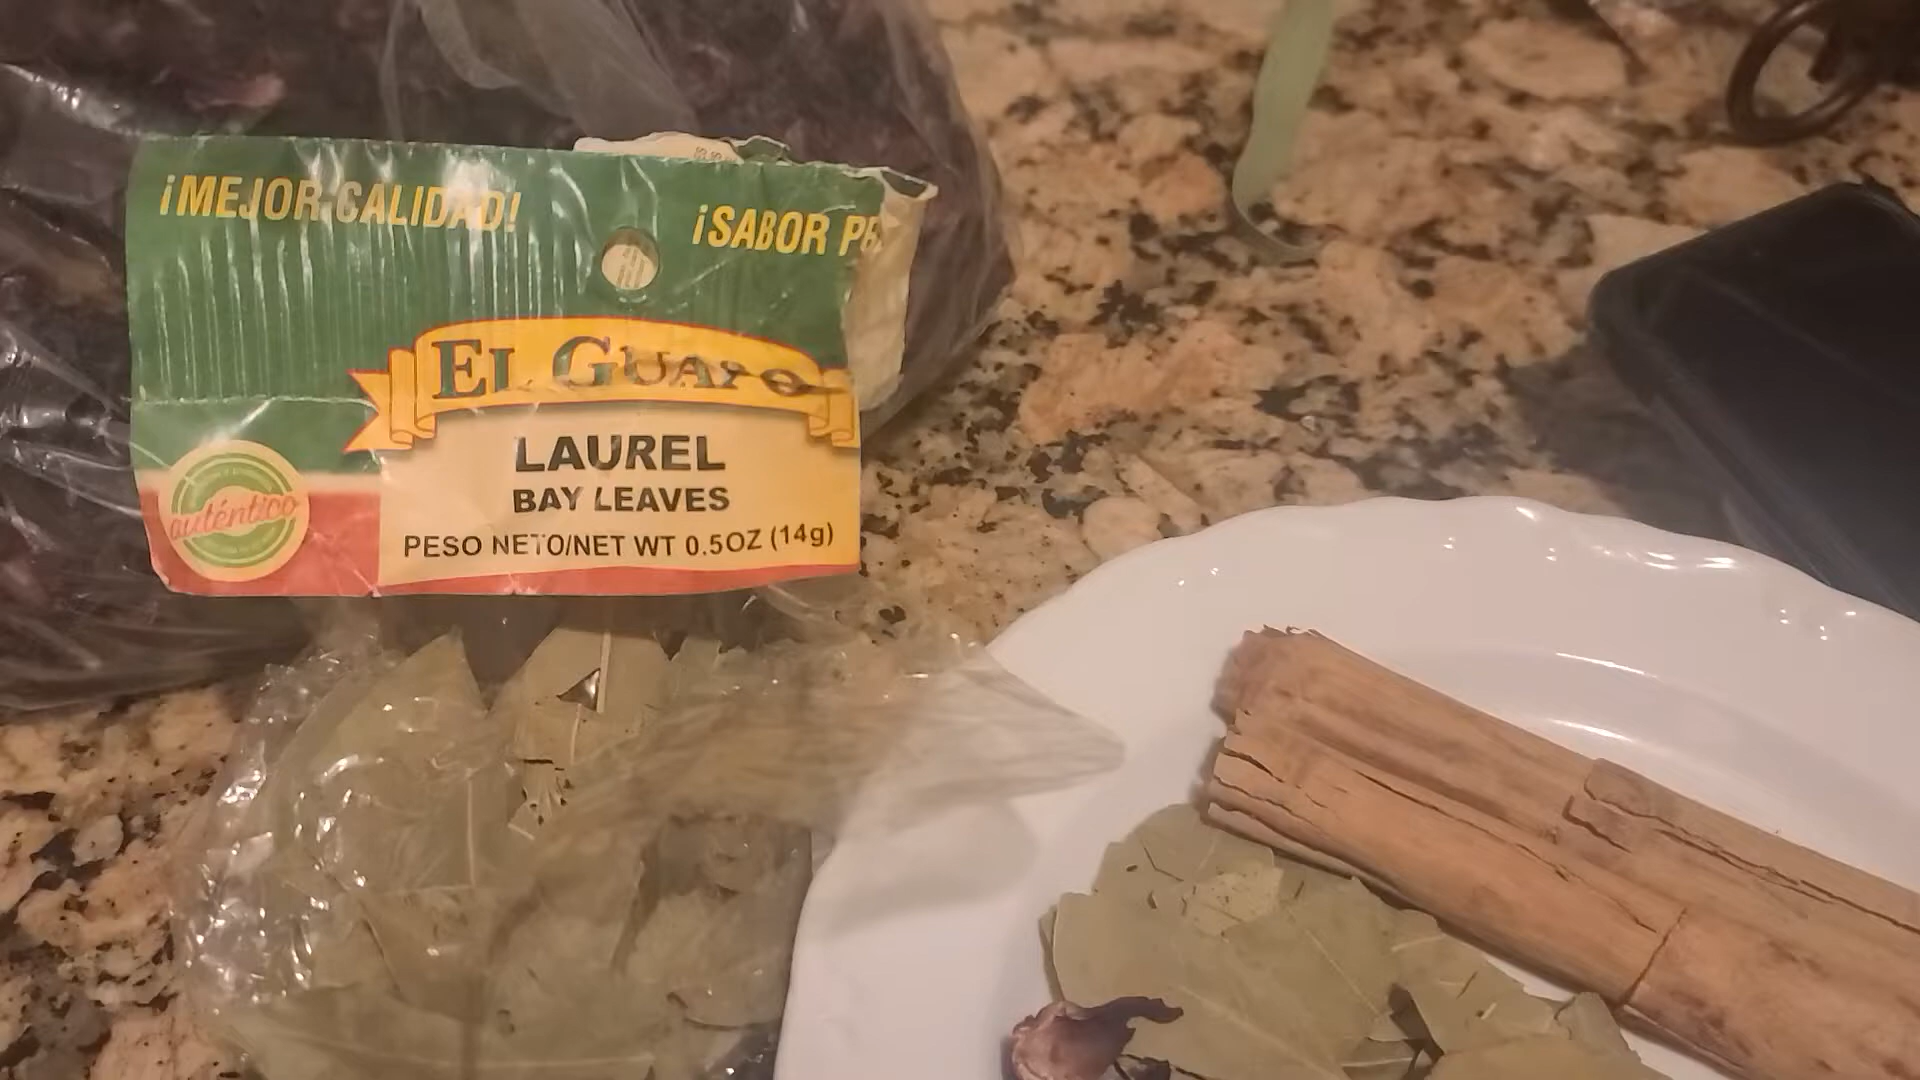 ¡MEJOR CALIDAD!
¡SABOR
EL GUAPO
LAUREL
BAY LEAVES
auténtico
PESO NETO/NET WT 0.5OZ (14g)